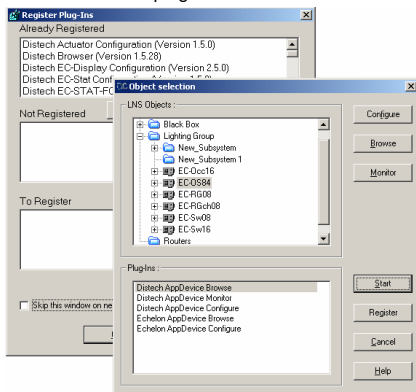 Register Plug-Ins
Already Registered
Distech Actuator Configuration (Version 1.5.0)
Distech Browser (Version 1.5.28)
Distech EC-Display Configuration (Version 2.5.0)
Distech EC-Stat
Distech EC-STAT-FC
Not Registered
To Register
Skip this window on ne
Object selection
LNS Objects :
Black Box
Lighting Group
New_Subsystem
New_Subsystem 1
EC-Occ16
EC-OS84
EC-RG08
EC-RGch08
EC-Sw08
EC-Sw16
Routers
Configure
Browse
Monitor
Plug-Ins :
Distech AppDevice Browse
Distech AppDevice Monitor
Distech AppDevice Configure
Echelon AppDevice Browse
Echelon AppDevice Configure
Start
Register
Cancel
Help